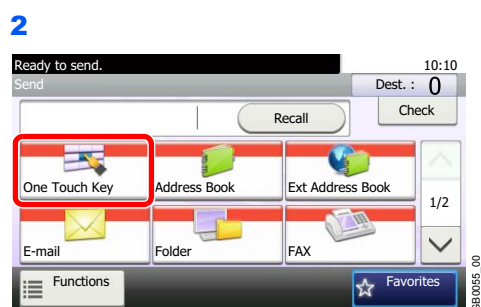 2
Ready to send. 10:10
Send Dest. : 0
Recall Check
One Touch Key Address Book Ext Address Book
1/2
E-mail Folder FAX
Functions Favorites
GB0055_00